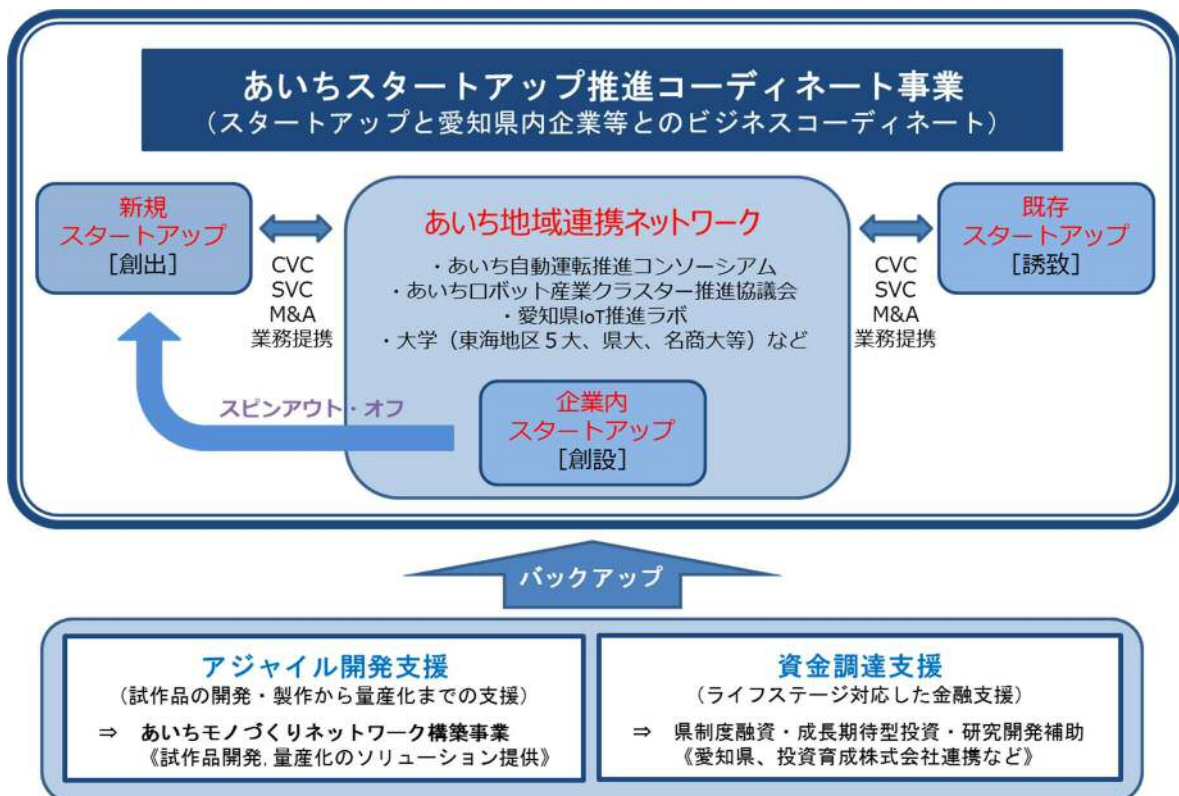 あいちスタートアップ推進コーディネート事業
（スタートアップと愛知県内企業等とのビジネスコーディネート）
新規
スタートアップ
［創出］
CVC
SVC
M&A
業務提携
あいち地域連携ネットワーク
・あいち自動運転推進コンソーシアム
・あいちロボット産業クラスター推進協議会
・愛知県IoT推進ラボ
・大学（東海地区５大、県大、名商大等）など
企業内
スタートアップ
［創設］
CVC
SVC
M&A
業務提携
既存
スタートアップ
［誘致］
スピンアウト・オフ
バックアップ
アジャイル開発支援
（試作品の開発・製作から量産化までの支援）
⇒ あいちモノづくりネットワーク構築事業
《試作品開発,量産化のソリューション提供》
資金調達支援
（ライフステージ対応した金融支援）
⇒ 県制度融資・成長期待型投資・研究開発補助
《愛知県、投資育成株式会社連携など》